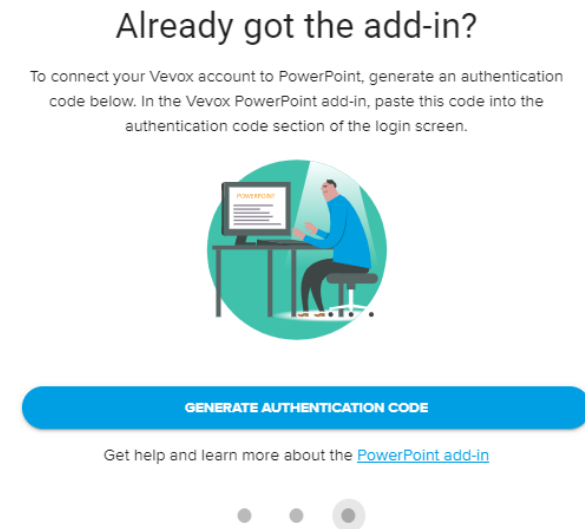 Already got the add-in?
To connect your Vevox account to PowerPoint, generate an authentication
code below. In the Vevox PowerPoint add-in, paste this code into the
authentication code section of the login screen.
POWERPOINT
GENERATE AUTHENTICATION CODE
Get help and learn more about the PowerPoint add-in